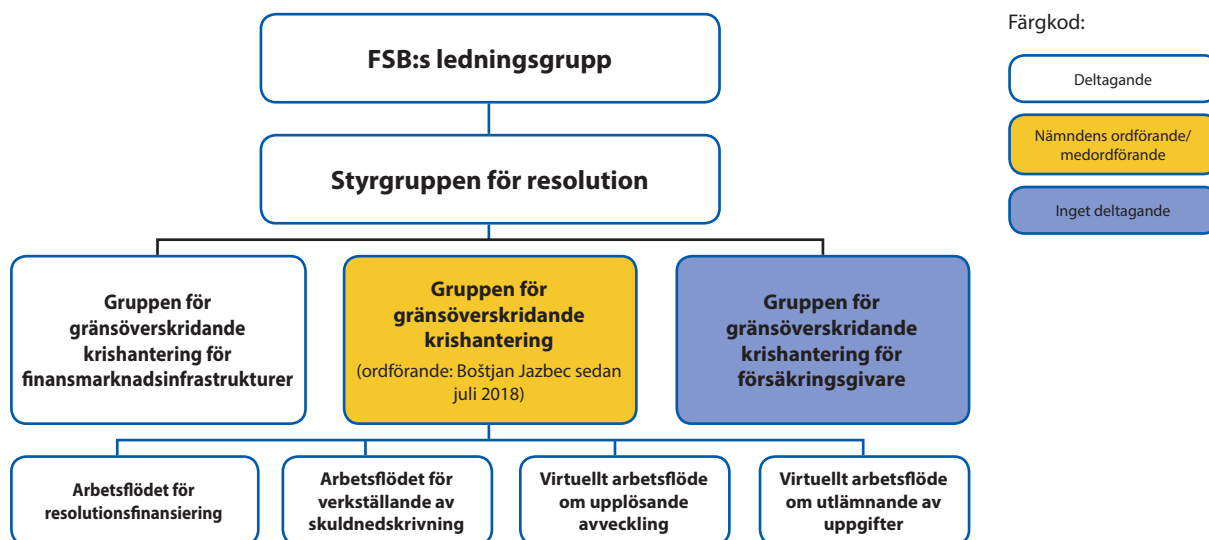 FSB:s ledningsgrupp
Styrgruppen för resolution
Gruppen för
gränsöverskridande
krishantering för
finansmarknadsinfrastrukturer
Gruppen för
gränsöverskridande
krishantering
(ordförande: Boštjan Jazbec sedan
juli 2018)
Gruppen för
gränsöverskridande
krishantering för
försäkringsgivare
Arbetsflödet för
resolutionsfinansiering
Arbetsflödet för
verkställande av
skuldnedskrivning
Virtuellt arbetsflöde
om upplösande
avveckling
Virtuellt arbetsflöde
om utlämnande av
uppgifter
Färgkod:
Deltagande
Nämndens ordförande/
medordförande
Inget deltagande